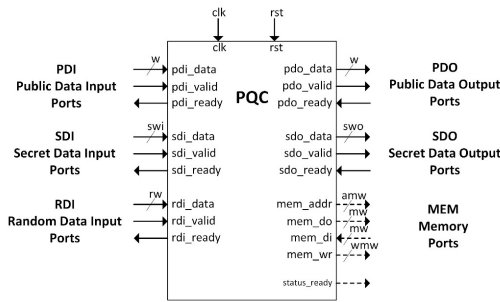 clk rst
clk rst
PQC
PDI
Public Data Input
Ports
w
pdi_data
pdi_valid
pdi_ready
SDI
Secret Data Input
Ports
swi
sdi_data
sdi_valid
sdi_ready
RDI
Random Data Input
Ports
rw
rdi_data
rdi_valid
rdi_ready
pdo_data
pdo_valid
pdo_ready
w
PDO
Public Data Output
Ports
sdo_data
sdo_valid
sdo_ready
swo
SDO
Secret Data Output
Ports
mem_addr
mem_do
mem_di
mem_wr
amw
mw
mw
wmw
MEM
Memory
Ports
status_ready